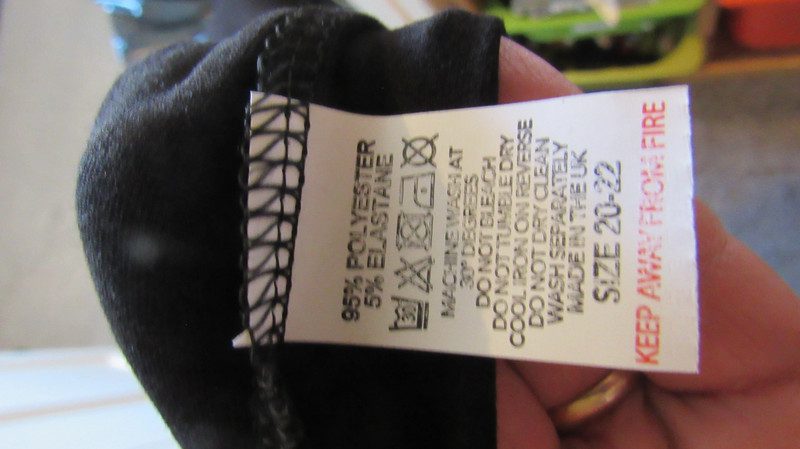 95% POLYESTER
5% ELASTANE
30
MACHINE WASH AT
30° DEGREES
DO NOT BLEACH
DO NOT TUMBLE DRY
COOL IRON ON REVERSE
DO NOT DRY CLEAN
WASH SEPARATELY
MADE IN THE UK
SIZE 20-22
KEEP AWAY FROM FIRE